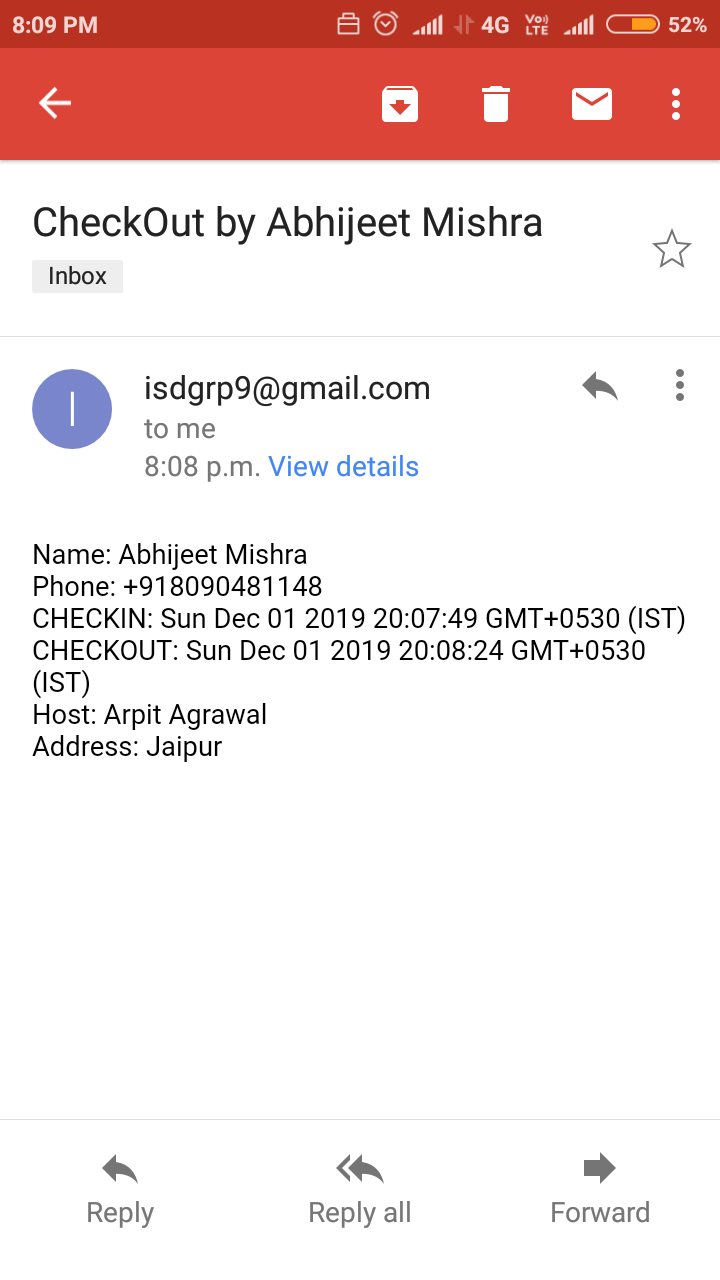 8:09 PM 4G Vo)) LTE 52%
CheckOut by Abhijeet Mishra
Inbox
I
isdgrp9@gmail.com
to me
8:08 p.m. View details
Name: Abhijeet Mishra
Phone: +918090481148
CHECKIN: Sun Dec 01 2019 20:07:49 GMT+0530 (IST)
CHECKOUT: Sun Dec 01 2019 20:08:24 GMT+0530
(IST)
Host: Arpit Agrawal
Address: Jaipur
Reply Reply all Forward